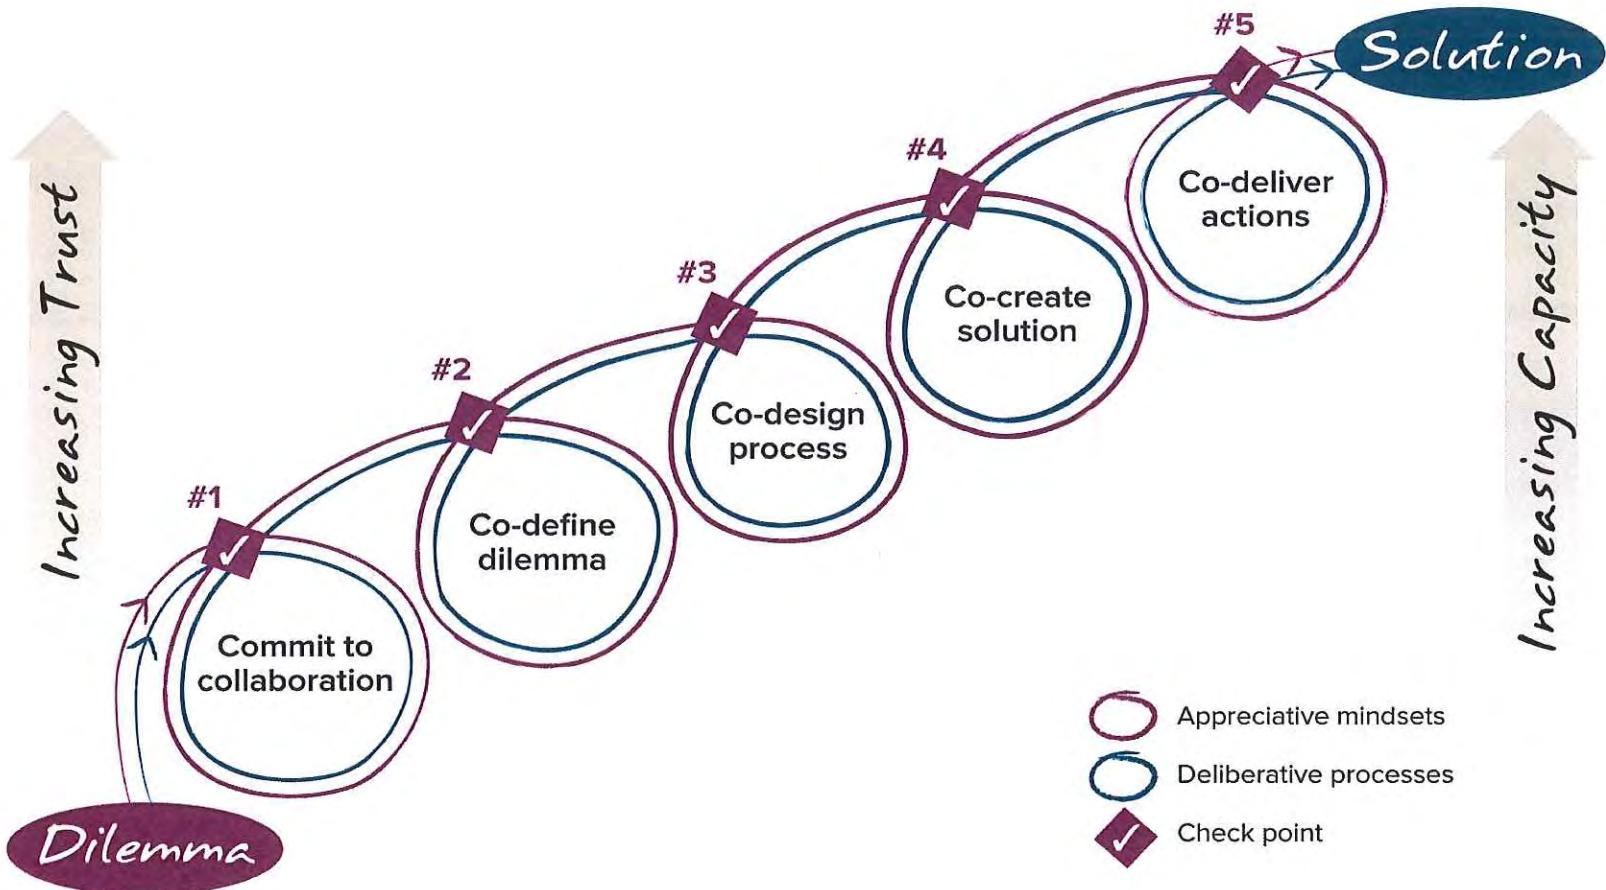 #5
Solution
#4
Co-deliver
actions
Increasing Trust
Increasing Capacity
#3
Co-create
solution
#2
Co-design
process
#1
Co-define
dilemma
Commit to
collaboration
Appreciative mindsets
Deliberative processes
Check point
Dilemma